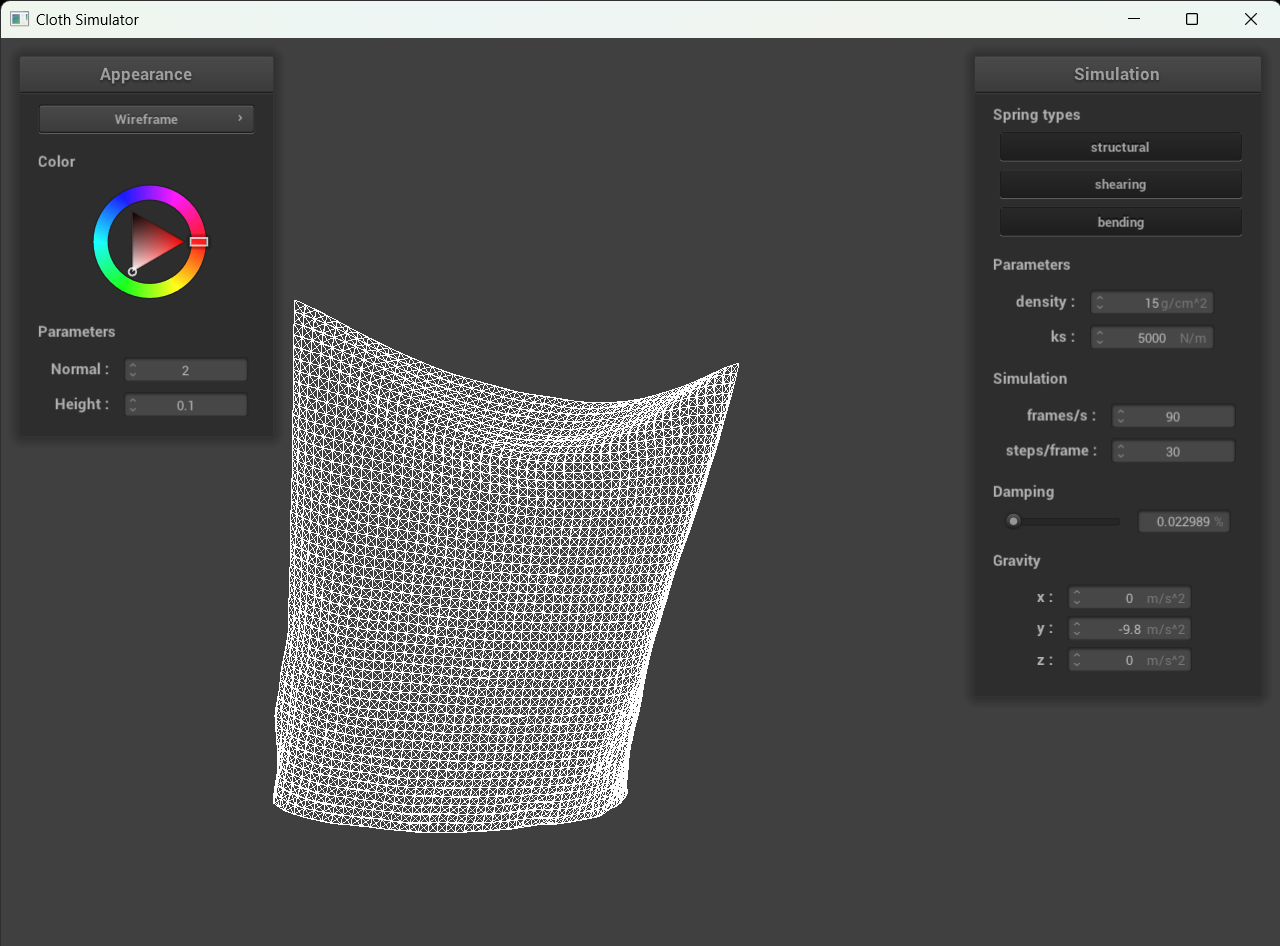 Cloth Simulator
Appearance
Wireframe
Color
Parameters
Normal : 2
Height : 0.1
Simulation
Spring types
structural
shearing
bending
Parameters
density : 15 g/cm^2
ks : 5000 N/m
Simulation
frames/s : 90
steps/frame : 30
Damping
0.022989 %
Gravity
x : 0 m/s^2
y : -9.8 m/s^2
z : 0 m/s^2